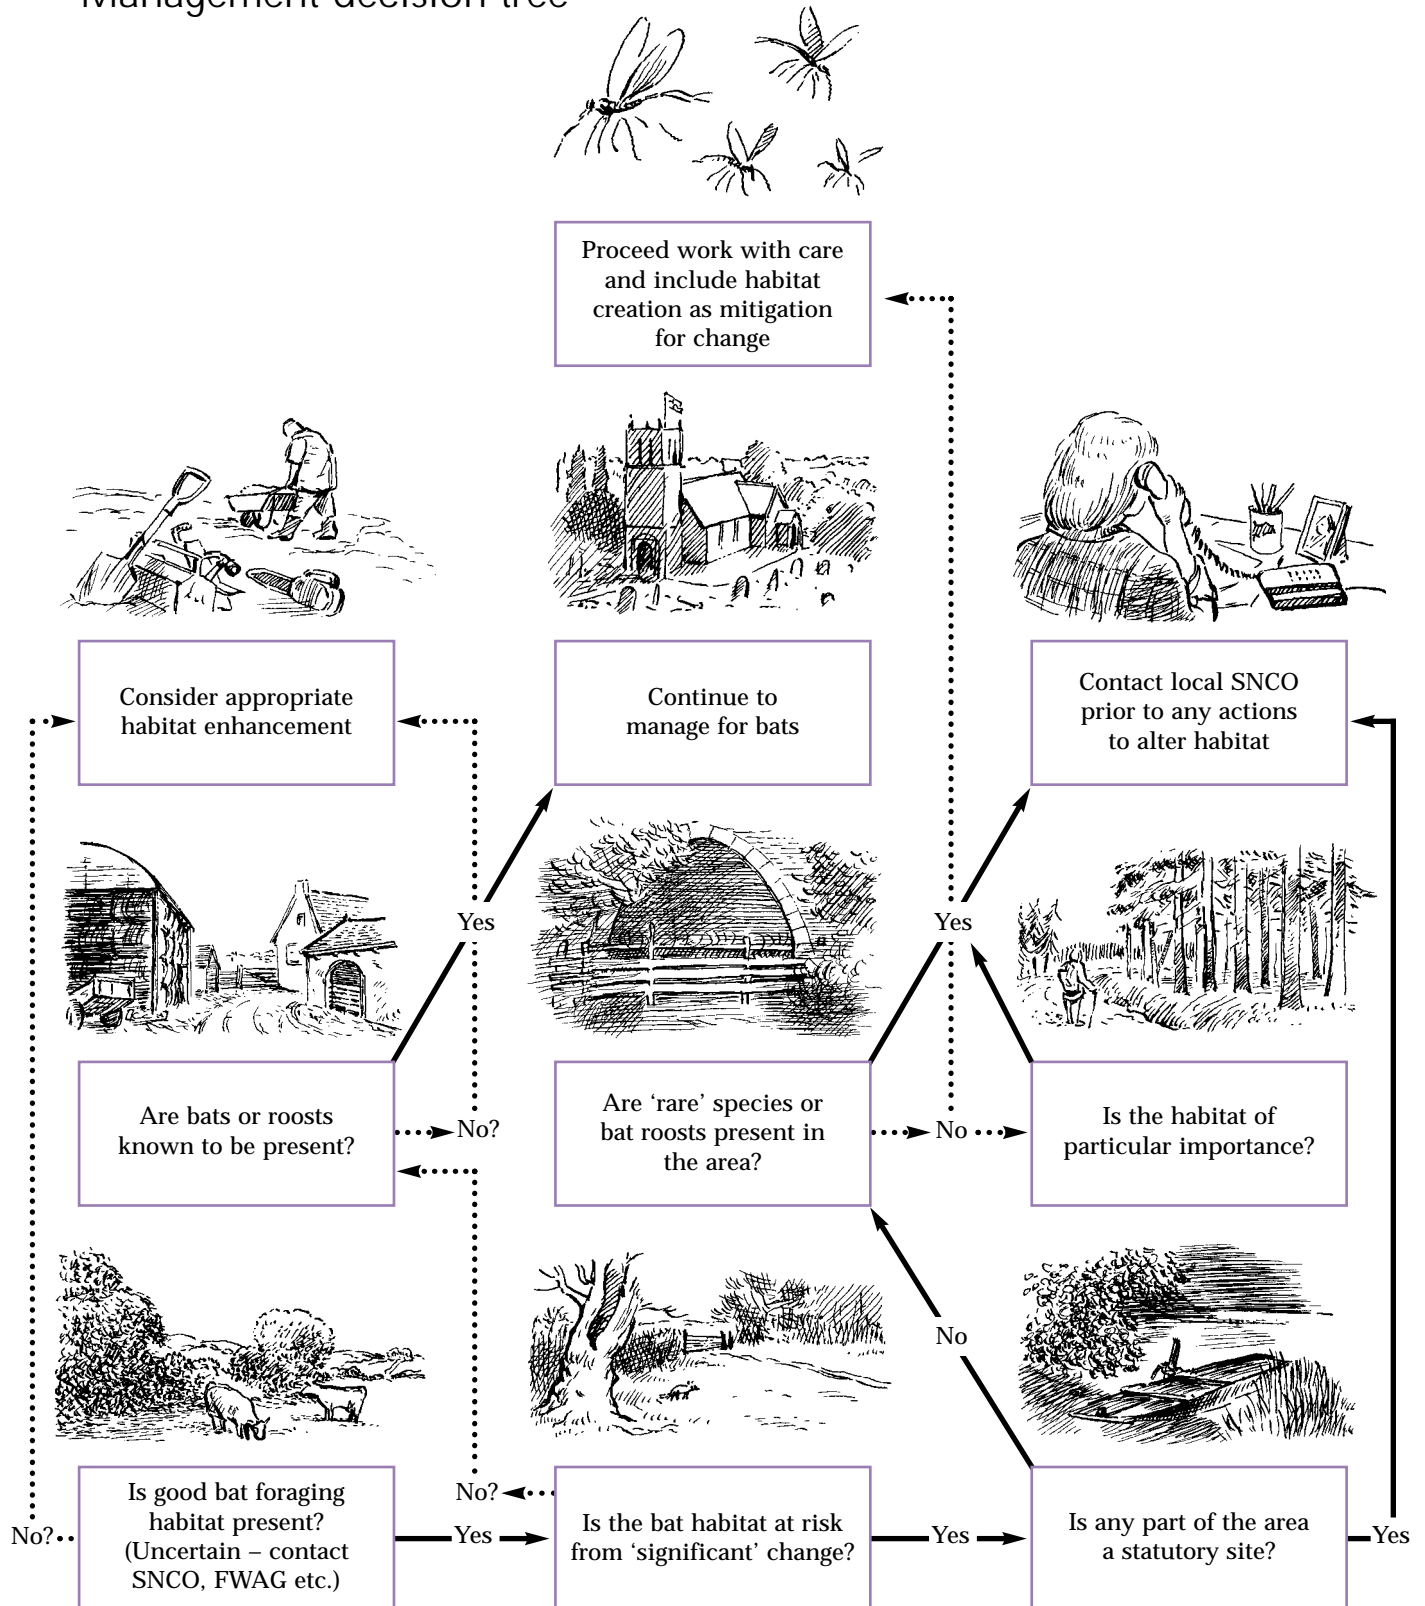 Management decision tree
Proceed work with care
and include habitat
creation as mitigation
for change
Consider appropriate
habitat enhancement
Continue to
manage for bats
Contact local SNCO
prior to any actions
to alter habitat
Yes
Yes
Are bats or roosts
known to be present?
No?
Are ‘rare’ species or
bat roosts present in
the area?
No
Is the habitat of
particular importance?
No
No?
Is good bat foraging
habitat present?
(Uncertain – contact
SNCO, FWAG etc.)
No?
Yes
Is the bat habitat at risk
from ‘significant’ change?
Yes
Is any part of the area
a statutory site?
Yes